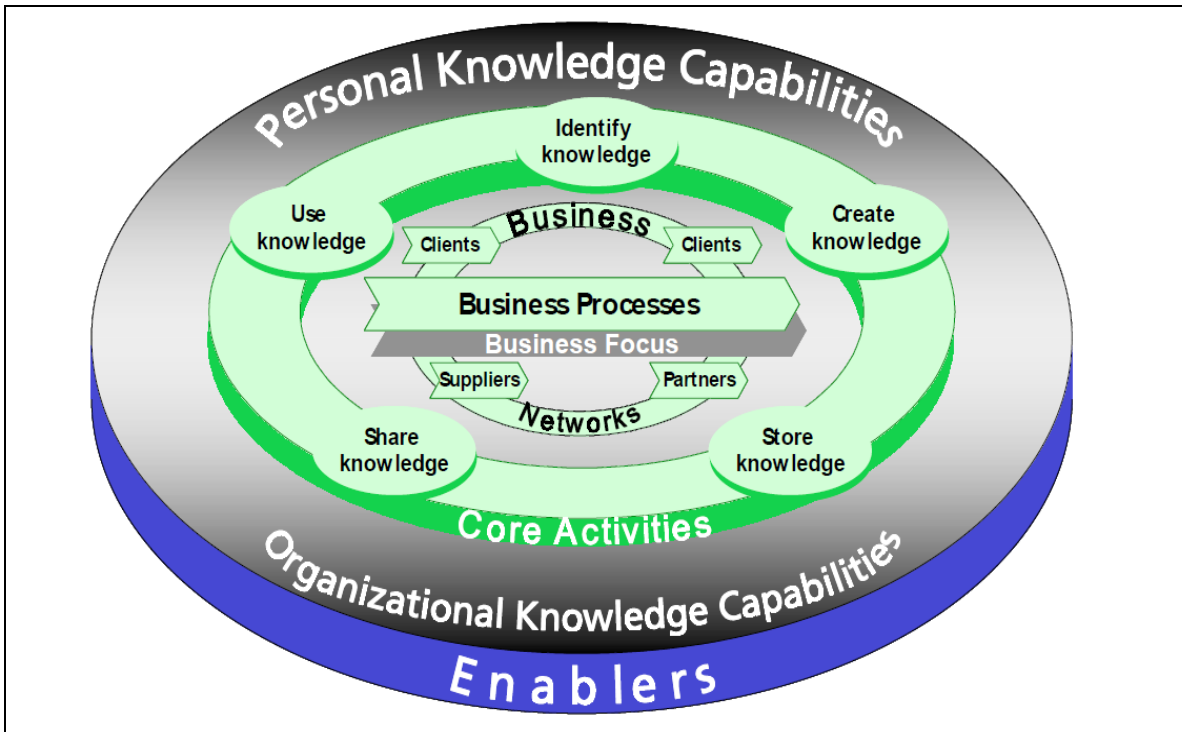 Personal Knowledge Capabilities
Identify
knowledge
Use
knowledge
Create
knowledge
Business
Clients
Clients
Business Processes
Business Focus
Suppliers
Partners
Networks
Share
knowledge
Store
knowledge
Core Activities
Organizational Knowledge Capabilities
Enablers